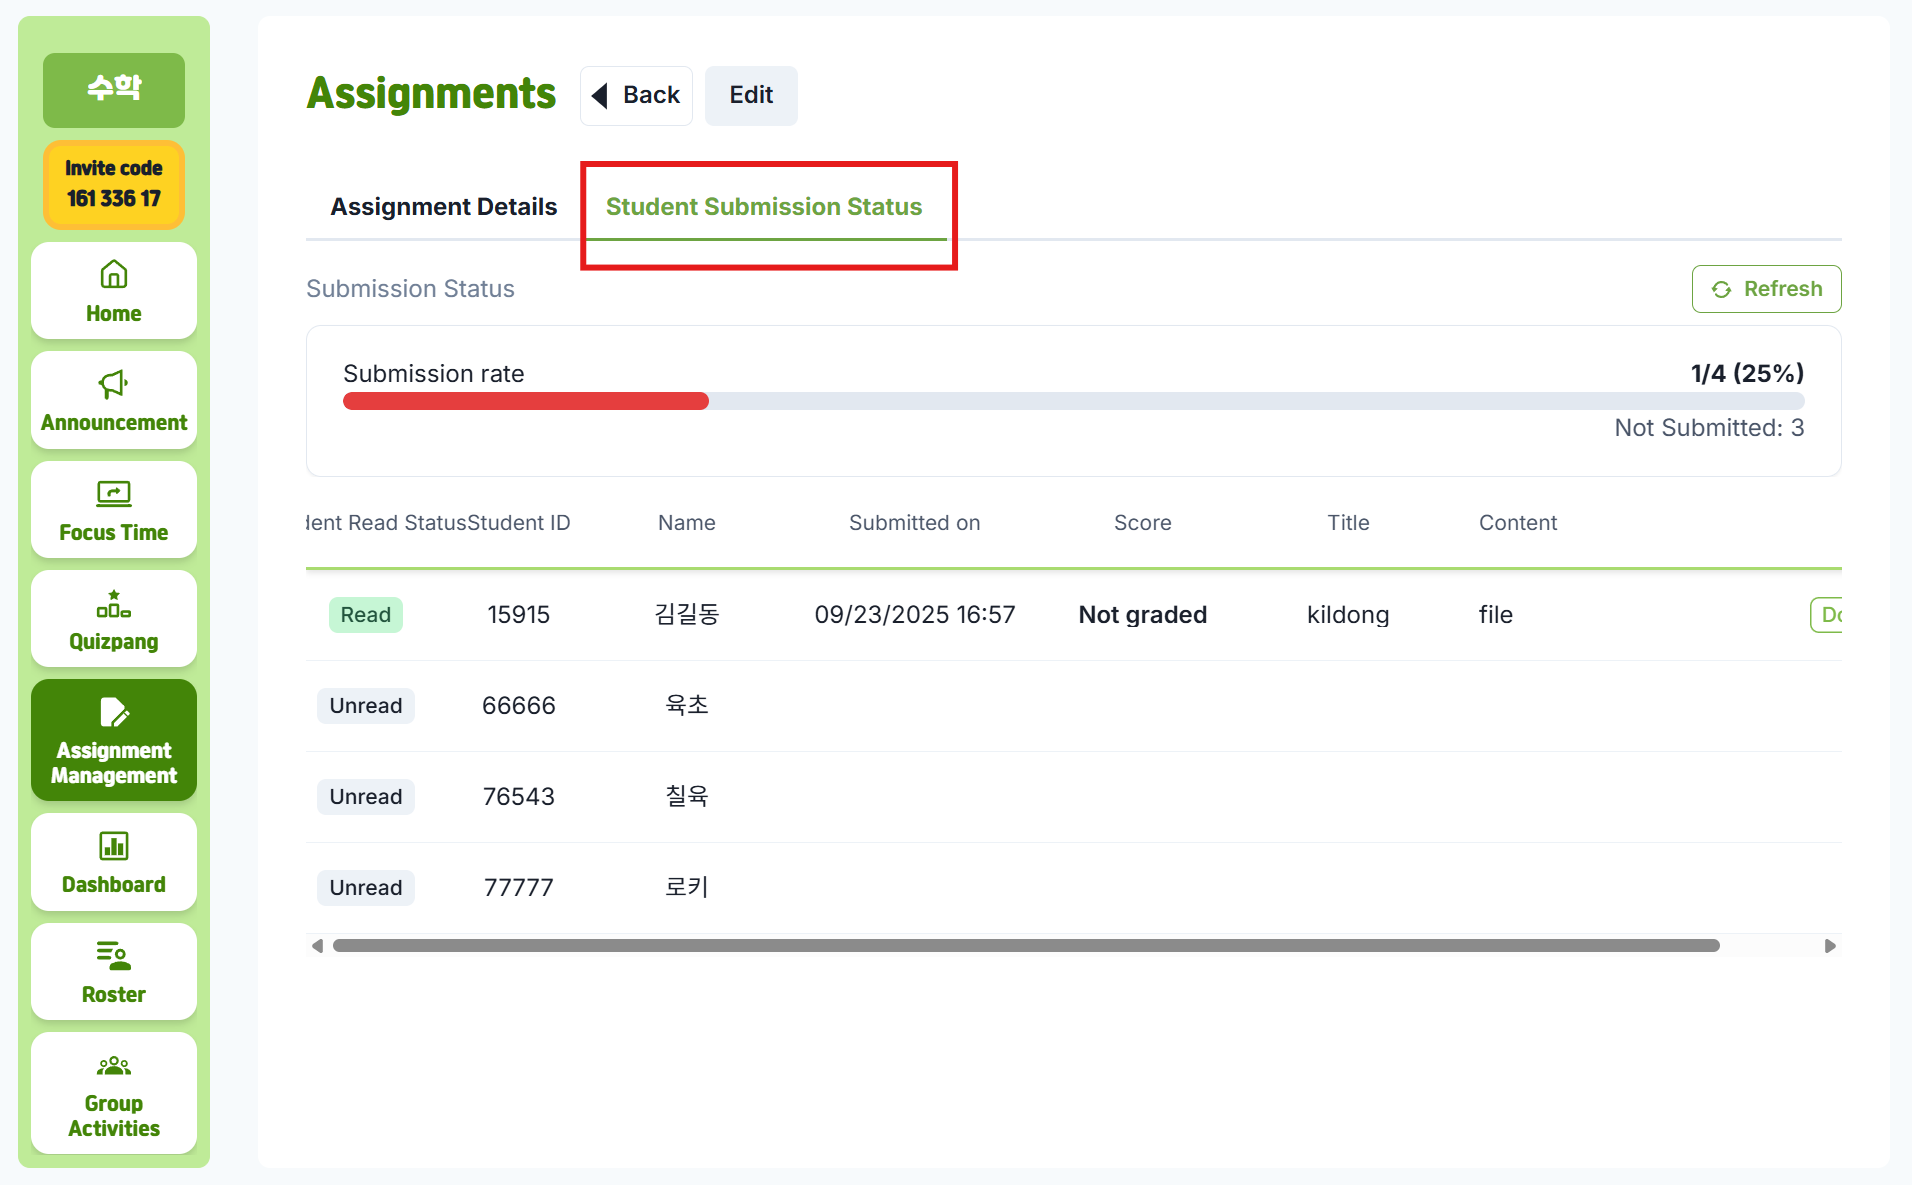 수학
Invite code
161 336 17
Home
Announcement
Focus Time
Quizpang
Assignment
Management
Dashboard
Roster
Group
Activities
Assignments
Back
Edit
Assignment Details
Student Submission Status
Submission Status
Refresh
Submission rate
1/4 (25%)
Not Submitted: 3
dent Read Status Student ID Name Submitted on Score Title Content
Read 15915 김길동 09/23/2025 16:57 Not graded kildong file
Unread 66666 육초
Unread 76543 칠육
Unread 77777 로키